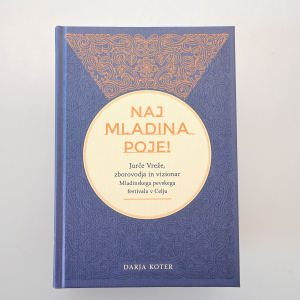 NAJ
MLADINA
POJE!
Jurče Vreže,
zborovodja in vizionar
Mladinskega pevskega
festivala v Celju
DARJA KOTER